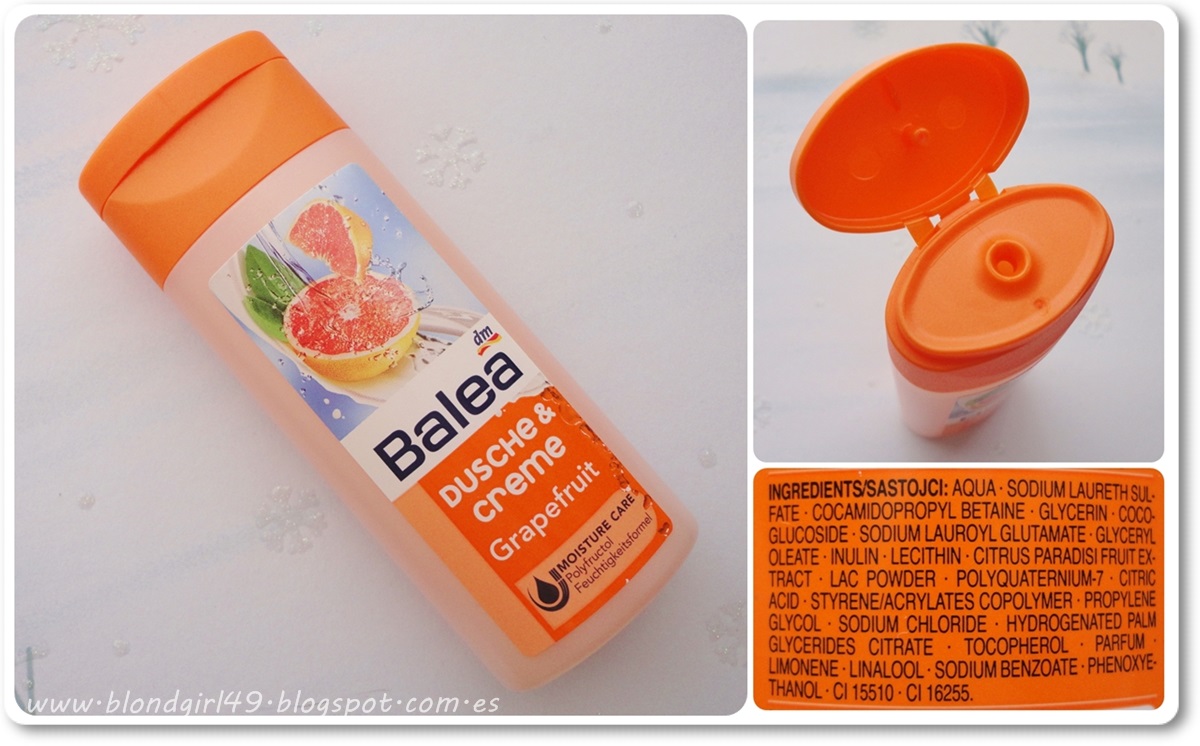 dm
Balea
DUSCHE &
creme
Grapefruit
MOISTURE CARE
Polyfructol
Feuchtigkeitsformel
www.blondgirl49.blogspot.com.es
INGREDIENTS/SASTOJCI: AQUA · SODIUM LAURETH SUL-
FATE · COCAMIDOPROPYL BETAINE · GLYCERIN · COCO-
GLUCOSIDE · SODIUM LAUROYL GLUTAMATE · GLYCERYL
OLEATE · INULIN · LECITHIN · CITRUS PARADISI FRUIT EX-
TRACT · LAC POWDER · POLYQUATERNIUM-7 · CITRIC
ACID · STYRENE/ACRYLATES COPOLYMER · PROPYLENE
GLYCOL · SODIUM CHLORIDE · HYDROGENATED PALM
GLYCERIDES CITRATE · TOCOPHEROL · PARFUM ·
LIMONENE · LINALOOL · SODIUM BENZOATE · PHENOXYE-
THANOL · CI 15510 · CI 16255.